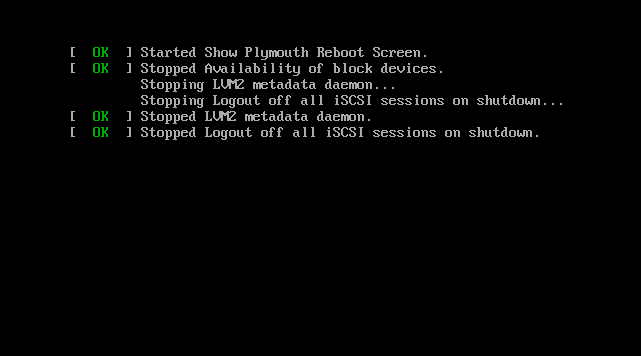 [  OK  ] Started Show Plymouth Reboot Screen.
[  OK  ] Stopped Availability of block devices.
         Stopping LVM2 metadata daemon...
         Stopping Logout off all iSCSI sessions on shutdown...
[  OK  ] Stopped LVM2 metadata daemon.
[  OK  ] Stopped Logout off all iSCSI sessions on shutdown.